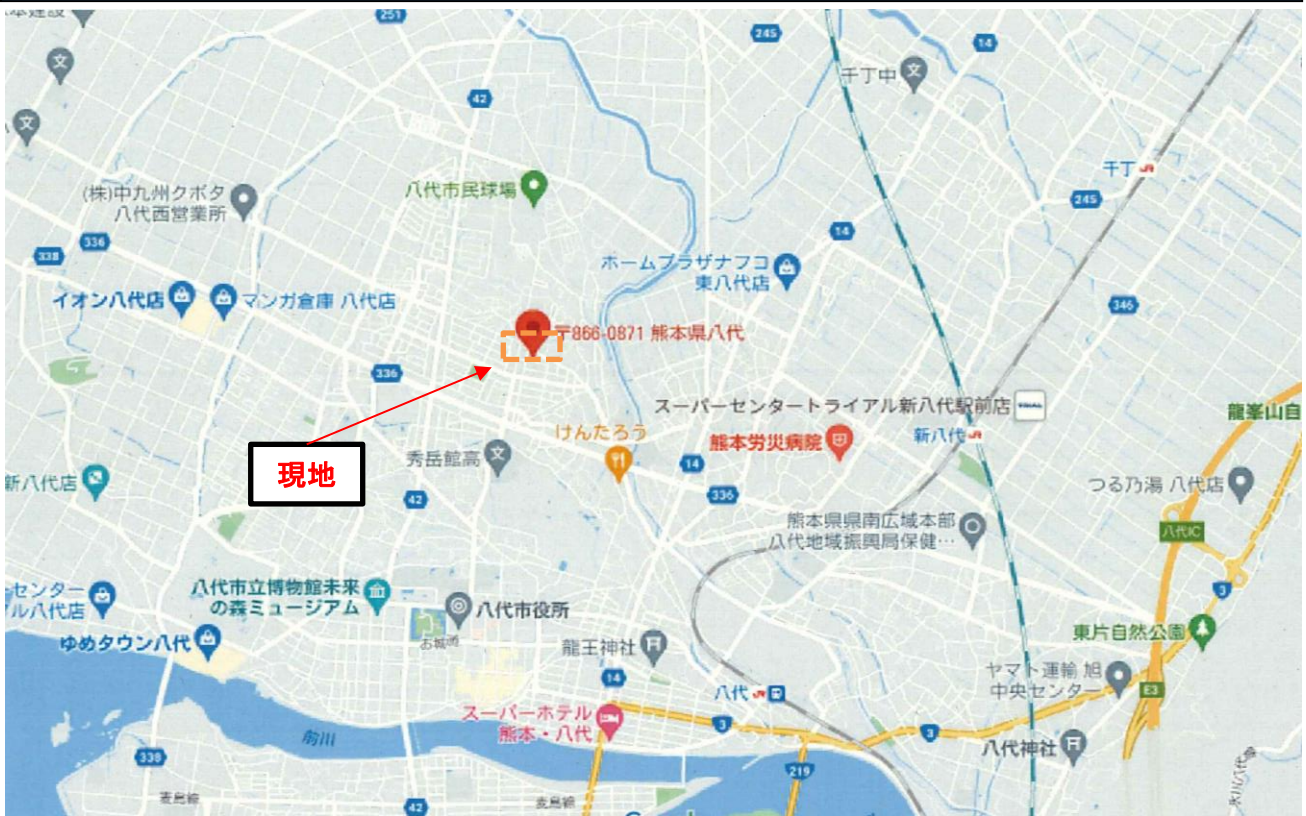 251
245
14
千丁中
42
千丁
八代市民球場
(株)中九州クボタ
八代西営業所
245
336
14
338
ホームプラザナフコ
東八代店
イオン八代店
マンガ倉庫 八代店
346
〒866-0871 熊本県八代
336
スーパーセンタートライアル新八代駅前店
龍峯山自
けんたろう
熊本労災病院
新八代
現地
秀岳館高
14
新八代店
つる乃湯 八代店
42
336
熊本県県南広域本部
八代地域振興局保健…
八代IC
3
八代市立博物館未来
の森ミュージアム
センター
ル八代店
八代市役所
東片自然公園
ゆめタウン八代
龍王神社
14
八代
ヤマト運輸 旭
中央センター
E3
スーパーホテル
熊本・八代
3
3
前川
八代神社
338
219
麦島線
42
麦島線